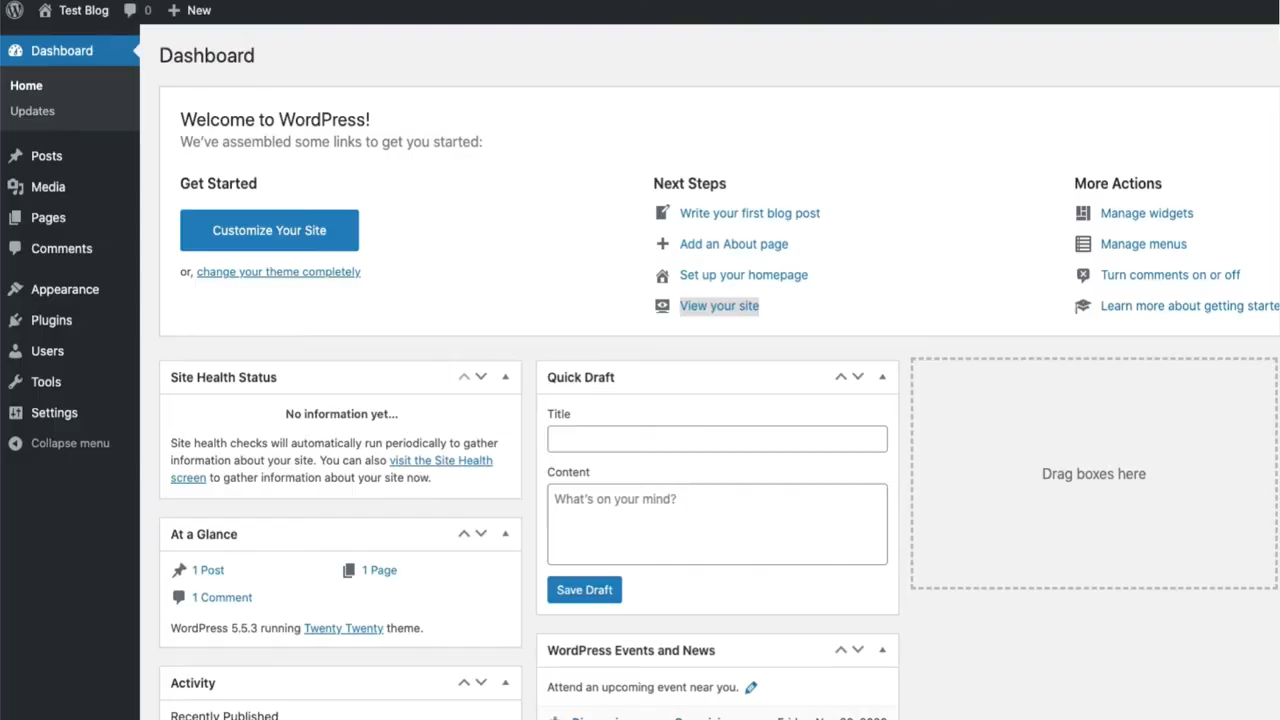 Test Blog 0 New
Dashboard
Home
Updates
Posts
Media
Pages
Comments
Appearance
Plugins
Users
Tools
Settings
Collapse menu
Dashboard
Welcome to WordPress!
We've assembled some links to get you started:
Get Started
Customize Your Site
or, change your theme completely
Next Steps
Write your first blog post
Add an About page
Set up your homepage
View your site
More Actions
Manage widgets
Manage menus
Turn comments on or off
Learn more about getting starte
Site Health Status
No information yet...
Site health checks will automatically run periodically to gather
information about your site. You can also visit the Site Health
screen to gather information about your site now.
At a Glance
1 Post
1 Page
1 Comment
WordPress 5.5.3 running Twenty Twenty theme.
Activity
Recently Published
Quick Draft
Title
Content
What's on your mind?
Save Draft
WordPress Events and News
Attend an upcoming event near you.
Drag boxes here